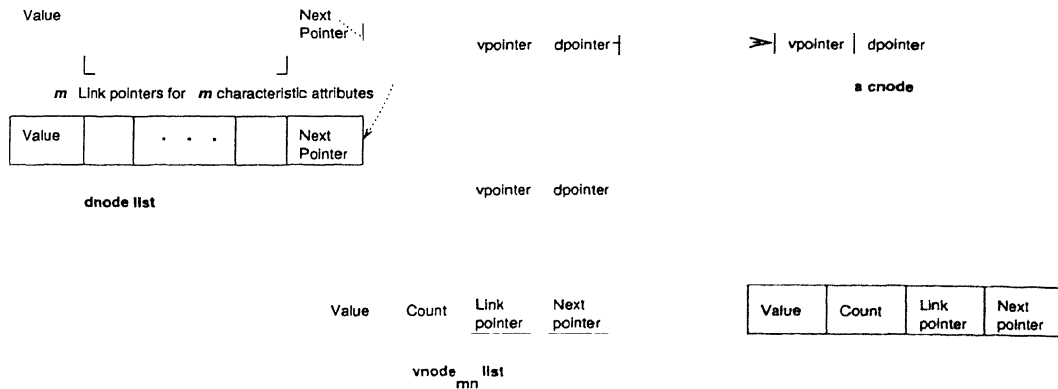 Value
Next
Pointer
vpointer dpointer
vpointer dpointer
a cnode
m Link pointers for m characteristic attributes
Value
. . .
Next
Pointer
vpointer dpointer
dnode list
Value
Count
Link
pointer
Next
pointer
Value
Count
Link
pointer
Next
pointer
vnode mn list